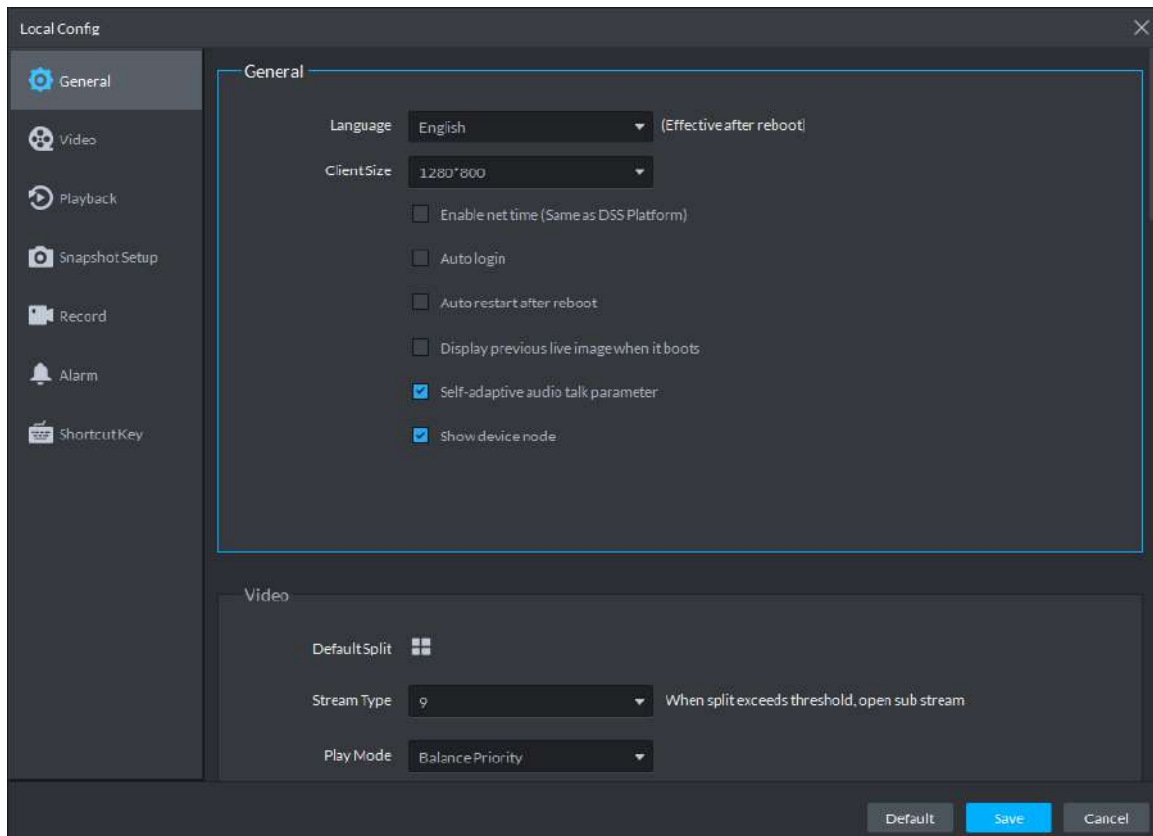 Local Config
General
Video
Playback
Snapshot Setup
Record
Alarm
Shortcut Key
General
Language English (Effective after reboot)
Client Size 1280*800
Enable net time (Same as DSS Platform)
Auto login
Auto restart after reboot
Display previous live image when it boots
Self-adaptive audio talk parameter
Show device node
Video
Default Split
Stream Type 9 When split exceeds threshold, open sub stream
Play Mode Balance Priority
Default Save Cancel